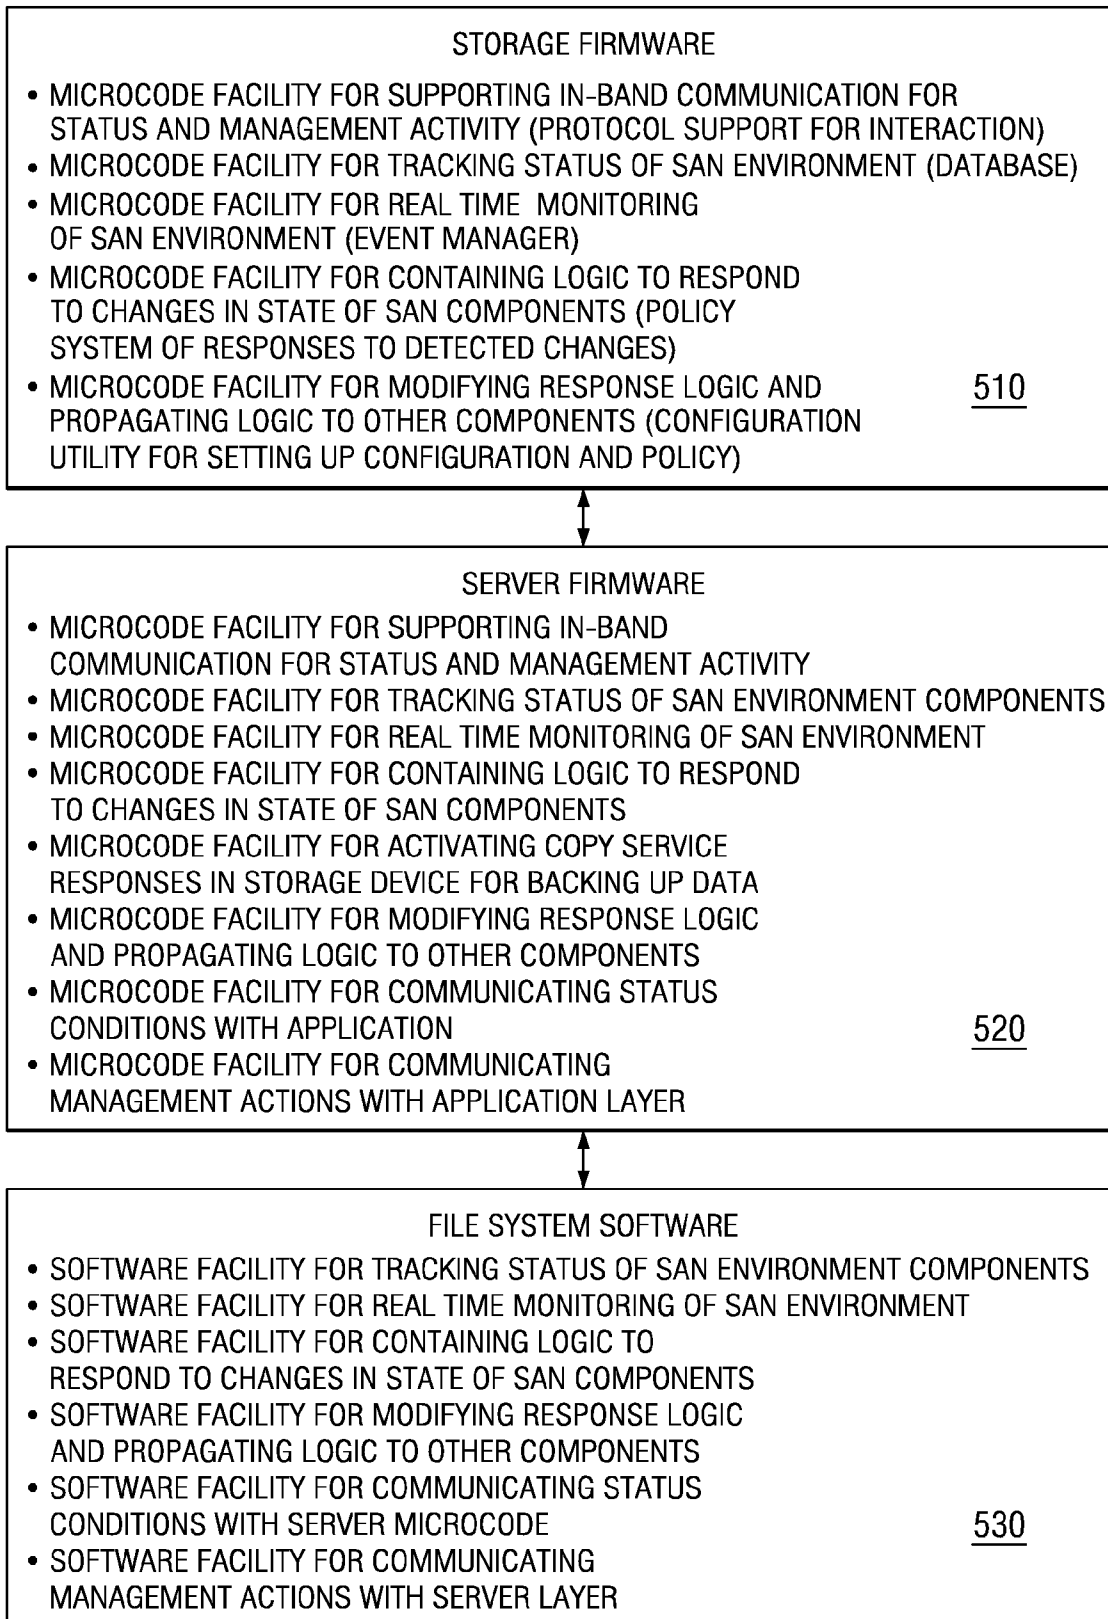 STORAGE FIRMWARE
• MICROCODE FACILITY FOR SUPPORTING IN-BAND COMMUNICATION FOR
STATUS AND MANAGEMENT ACTIVITY (PROTOCOL SUPPORT FOR INTERACTION)
• MICROCODE FACILITY FOR TRACKING STATUS OF SAN ENVIRONMENT (DATABASE)
• MICROCODE FACILITY FOR REAL TIME MONITORING
OF SAN ENVIRONMENT (EVENT MANAGER)
• MICROCODE FACILITY FOR CONTAINING LOGIC TO RESPOND
TO CHANGES IN STATE OF SAN COMPONENTS (POLICY
SYSTEM OF RESPONSES TO DETECTED CHANGES)
• MICROCODE FACILITY FOR MODIFYING RESPONSE LOGIC AND
PROPAGATING LOGIC TO OTHER COMPONENTS (CONFIGURATION
UTILITY FOR SETTING UP CONFIGURATION AND POLICY)
510
SERVER FIRMWARE
• MICROCODE FACILITY FOR SUPPORTING IN-BAND
COMMUNICATION FOR STATUS AND MANAGEMENT ACTIVITY
• MICROCODE FACILITY FOR TRACKING STATUS OF SAN ENVIRONMENT COMPONENTS
• MICROCODE FACILITY FOR REAL TIME MONITORING OF SAN ENVIRONMENT
• MICROCODE FACILITY FOR CONTAINING LOGIC TO RESPOND
TO CHANGES IN STATE OF SAN COMPONENTS
• MICROCODE FACILITY FOR ACTIVATING COPY SERVICE
RESPONSES IN STORAGE DEVICE FOR BACKING UP DATA
• MICROCODE FACILITY FOR MODIFYING RESPONSE LOGIC
AND PROPAGATING LOGIC TO OTHER COMPONENTS
• MICROCODE FACILITY FOR COMMUNICATING STATUS
CONDITIONS WITH APPLICATION
• MICROCODE FACILITY FOR COMMUNICATING
MANAGEMENT ACTIONS WITH APPLICATION LAYER
520
FILE SYSTEM SOFTWARE
• SOFTWARE FACILITY FOR TRACKING STATUS OF SAN ENVIRONMENT COMPONENTS
• SOFTWARE FACILITY FOR REAL TIME MONITORING OF SAN ENVIRONMENT
• SOFTWARE FACILITY FOR CONTAINING LOGIC TO
RESPOND TO CHANGES IN STATE OF SAN COMPONENTS
• SOFTWARE FACILITY FOR MODIFYING RESPONSE LOGIC
AND PROPAGATING LOGIC TO OTHER COMPONENTS
• SOFTWARE FACILITY FOR COMMUNICATING STATUS
CONDITIONS WITH SERVER MICROCODE
• SOFTWARE FACILITY FOR COMMUNICATING
MANAGEMENT ACTIONS WITH SERVER LAYER
530